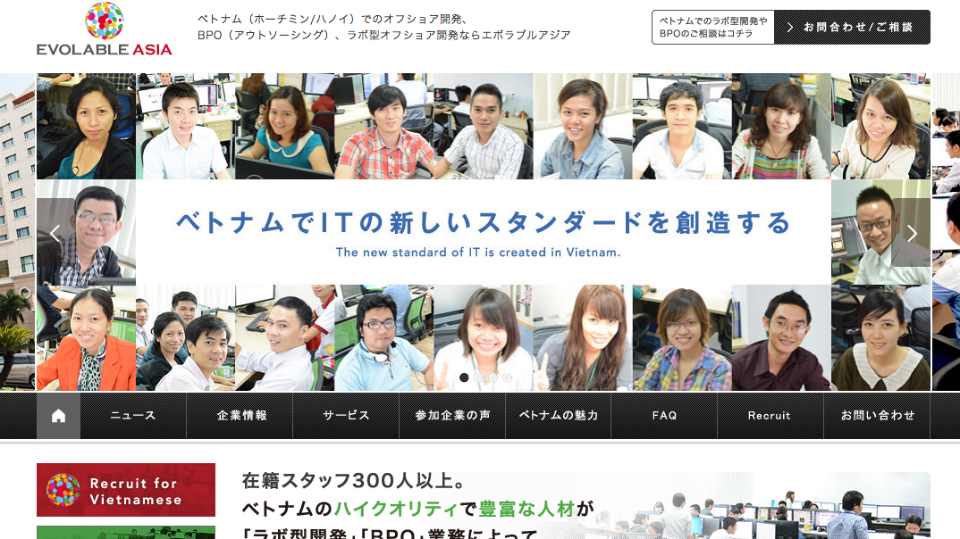 EVOLABLE ASIA
ベトナム（ホーチミン/ハノイ）でのオフショア開発、
BPO（アウトソーシング）、ラボ型オフショア開発ならエボラブルアジア
ベトナムでのラボ型開発や
BPOのご相談はコチラ
お問合わせ/ご相談
ベトナムでITの新しいスタンダードを創造する
The new standard of IT is created in Vietnam.
ニュース
企業情報
サービス
参加企業の声
ベトナムの魅力
FAQ
Recruit
お問い合わせ
Recruit for
Vietnamese
在籍スタッフ300人以上。
ベトナムのハイクオリティで豊富な人材が
「ラボ型開発」「BPO」業務によって